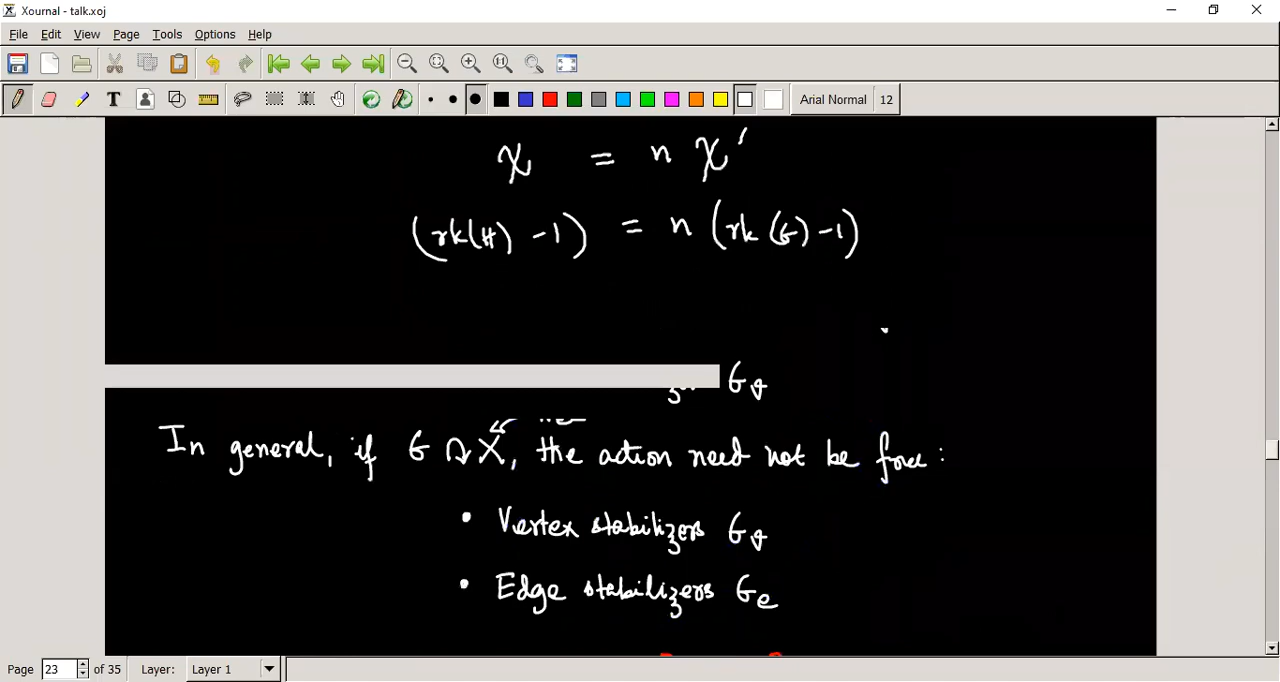 Xournal - talk.xoj
File Edit View Page Tools Options Help
Arial Normal 12
χ = n χ'
(rk(H) -1) = n (rk(G) -1)
G_v
In general, if G ↷ X, the action need not be free:
• Vertex stabilizers G_v
• Edge stabilizers G_e
Page 23 of 35 Layer: Layer 1